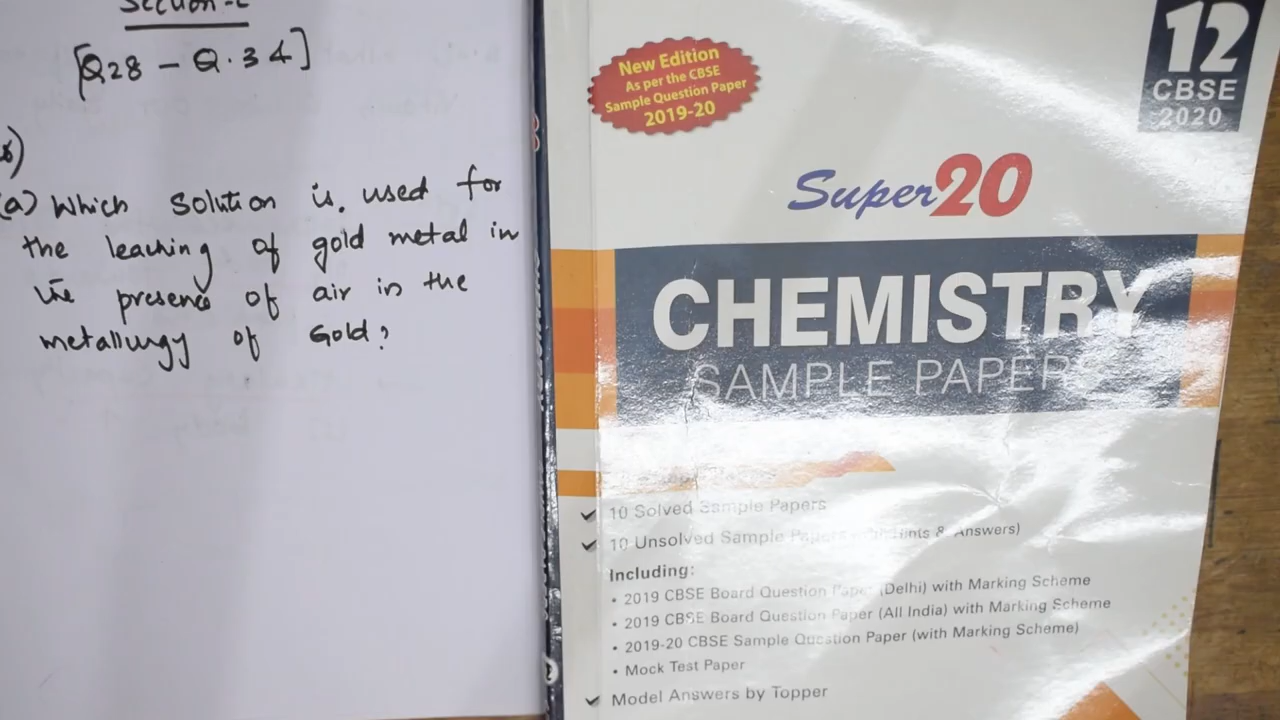 Section-C
[Q28 - Q.34]
(a) Which solution is used for
the leaching of gold metal in
the presence of air in the
metallurgy of Gold?
New Edition
As per the CBSE
Sample Question Paper
2019-20
12
CBSE
2020
Super20
CHEMISTRY
SAMPLE PAPERS
10 Solved Sample Papers
10 Unsolved Sample Papers Hints & Answers)
Including:
• 2019 CBSE Board Question Paper (Delhi) with Marking Scheme
• 2019 CBSE Board Question Paper (All India) with Marking Scheme
• 2019-20 CBSE Sample Question Paper (with Marking Scheme)
• Mock Test Paper
Model Answers by Topper